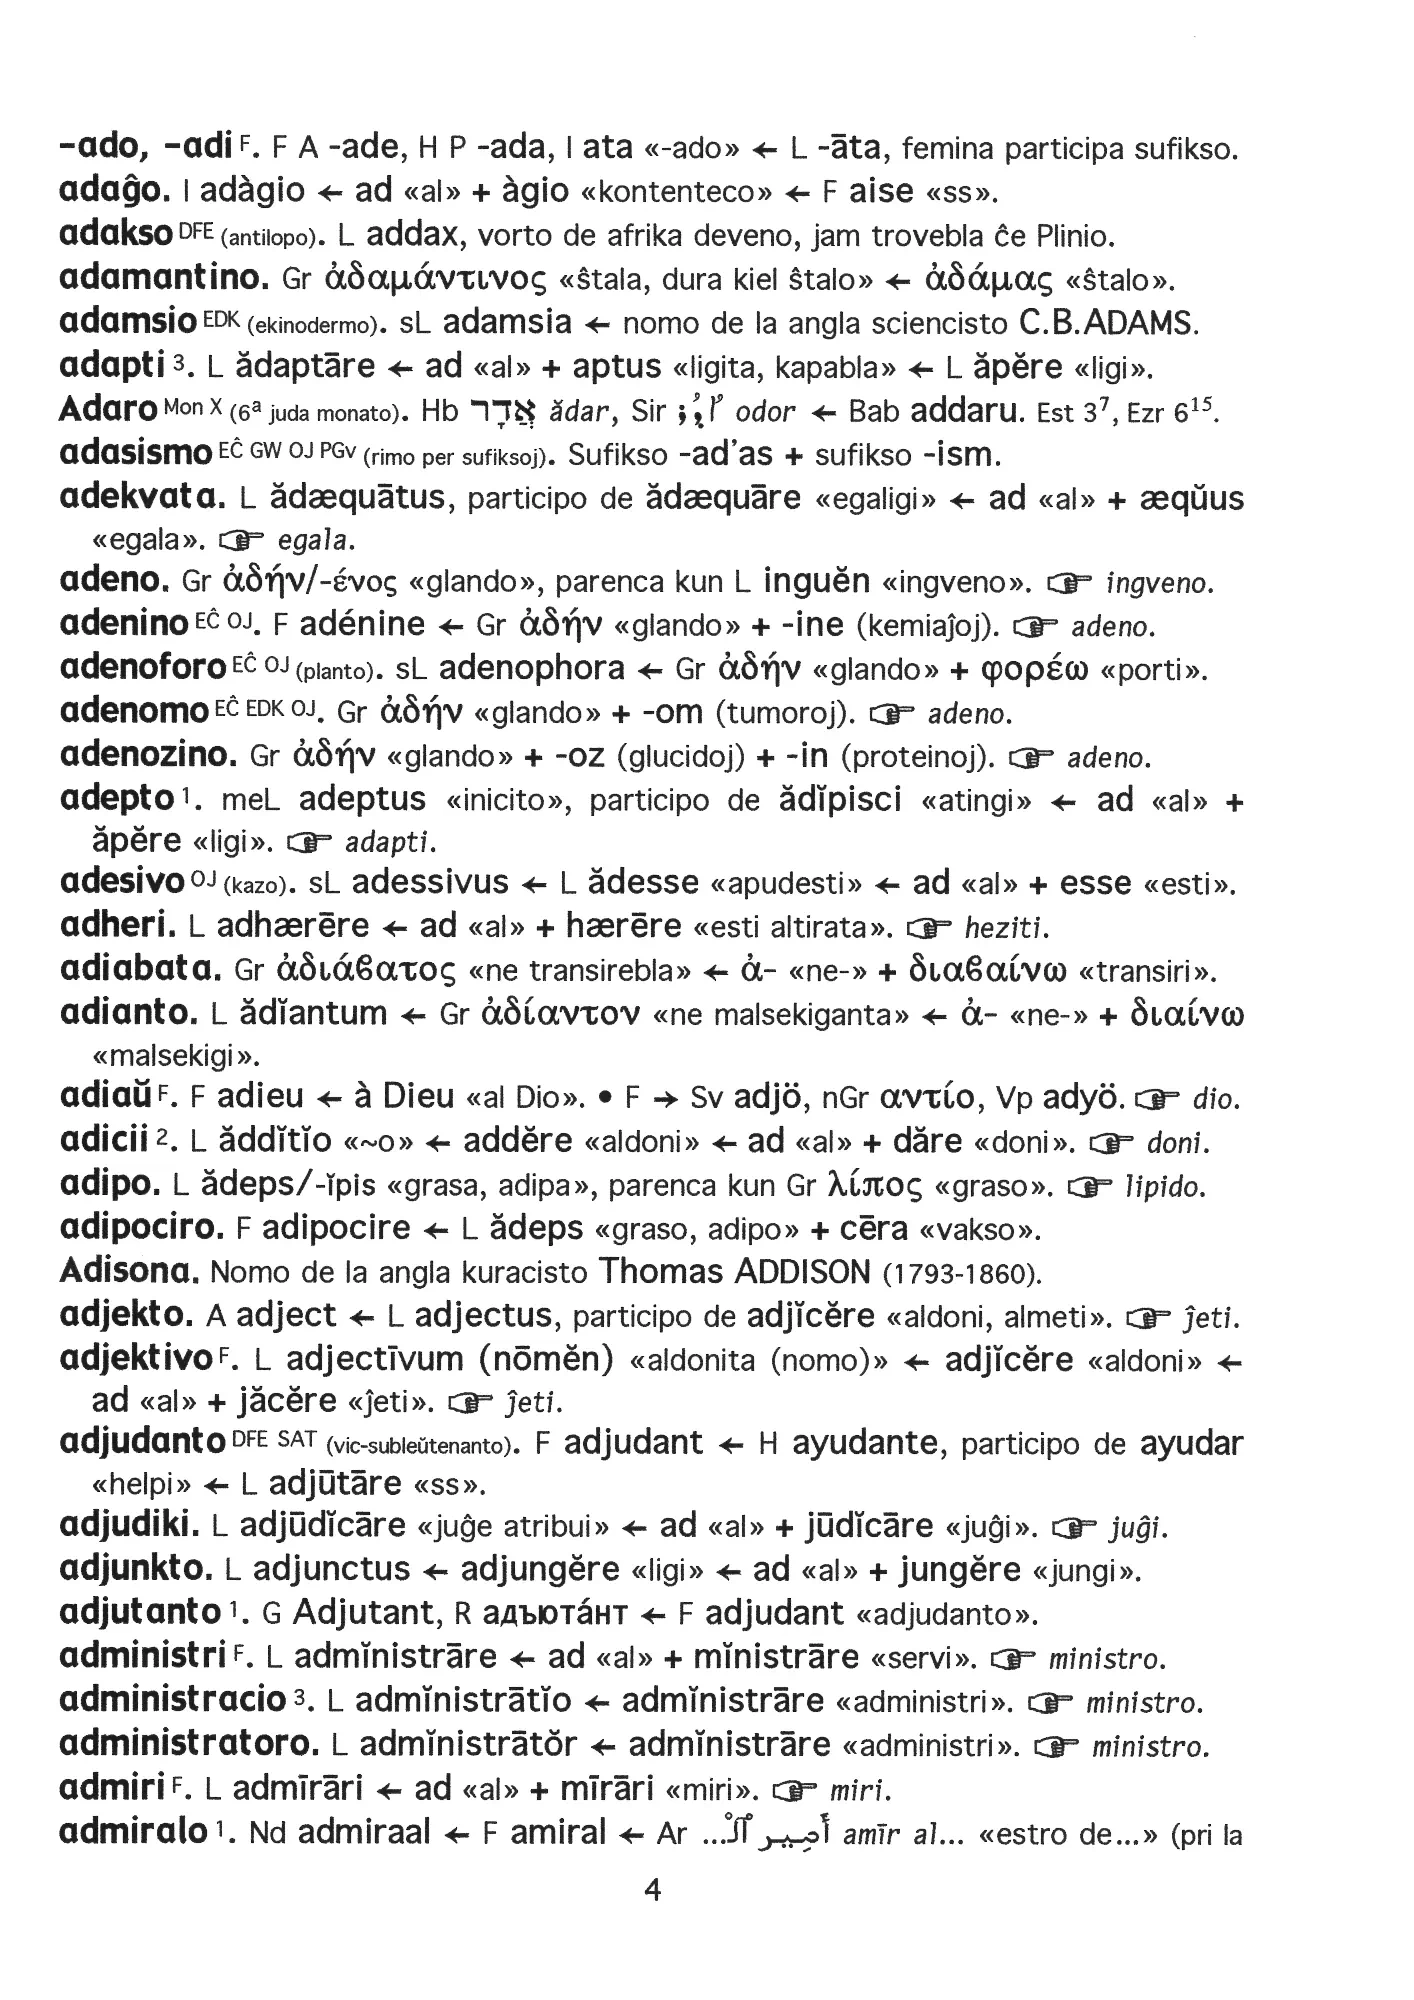 -ado, -adi F. F A -ade, H P -ada, I ata «-ado» ← L -āta, femina participa sufikso.
adaĝo. I adàgio ← ad «al» + àgio «kontenteco» ← F aise «ss».
adakso DFE (antilopo). L addax, vorto de afrika deveno, jam trovebla ĉe Plinio.
adamantino. Gr ἀδαμάντινος «ŝtala, dura kiel ŝtalo» ← ἀδάμας «ŝtalo».
adamsio EDK (ekinodermo). sL adamsia ← nomo de la angla sciencisto C.B.ADAMS.
adapti 3. L ădaptāre ← ad «al» + aptus «ligita, kapabla» ← L ăpĕre «ligi».
Adaro Mon X (6ª juda monato). Hb אֲדָר ădar, Sir odor ← Bab addaru. Est 3⁷, Ezr 6¹⁵.
adasismo EĈ GW OJ PGv (rimo per sufiksoj). Sufikso -ad’as + sufikso -ism.
adekvata. L ădæquātus, participo de ădæquāre «egaligi» ← ad «al» + æqŭus
«egala». ☞ egala.
adeno. Gr ἀδήν/-ένος «glando», parenca kun L inguĕn «ingveno». ☞ ingveno.
adenino EĈ OJ. F adénine ← Gr ἀδήν «glando» + -ine (kemiaĵoj). ☞ adeno.
adenoforo EĈ OJ (planto). sL adenophora ← Gr ἀδήν «glando» + φορέω «porti».
adenomo EĈ EDK OJ. Gr ἀδήν «glando» + -om (tumoroj). ☞ adeno.
adenozino. Gr ἀδήν «glando» + -oz (glucidoj) + -in (proteinoj). ☞ adeno.
adepto 1. meL adeptus «inicito», participo de ădĭpisci «atingi» ← ad «al» +
ăpĕre «ligi». ☞ adapti.
adesivo OJ (kazo). sL adessivus ← L ădesse «apudesti» ← ad «al» + esse «esti».
adheri. L adhærēre ← ad «al» + hærēre «esti altirata». ☞ heziti.
adiabata. Gr ἀδιάϐατος «ne transirebla» ← ἀ- «ne-» + διαϐαίνω «transiri».
adianto. L ădĭantum ← Gr ἀδίαντον «ne malsekiganta» ← ἀ- «ne-» + διαίνω
«malsekigi».
adiaŭ F. F adieu ← à Dieu «al Dio». • F → Sv adjö, nGr αντίο, Vp adyö. ☞ dio.
adicii 2. L ăddĭtĭo «~o» ← addĕre «aldoni» ← ad «al» + dăre «doni». ☞ doni.
adipo. L ădeps/-ĭpis «grasa, adipa», parenca kun Gr λίπος «graso». ☞ lipido.
adipociro. F adipocire ← L ădeps «graso, adipo» + cēra «vakso».
Adisona. Nomo de la angla kuracisto Thomas ADDISON (1793-1860).
adjekto. A adject ← L adjectus, participo de adjĭcĕre «aldoni, almeti». ☞ ĵeti.
adjektivo F. L adjectīvum (nōmĕn) «aldonita (nomo)» ← adjĭcĕre «aldoni» ←
ad «al» + jăcĕre «ĵeti». ☞ ĵeti.
adjudanto DFE SAT (vic-subleŭtenanto). F adjudant ← H ayudante, participo de ayudar
«helpi» ← L adjūtāre «ss».
adjudiki. L adjūdĭcāre «juĝe atribui» ← ad «al» + jūdĭcāre «juĝi». ☞ juĝi.
adjunkto. L adjunctus ← adjungĕre «ligi» ← ad «al» + jungĕre «jungi».
adjutanto 1. G Adjutant, R адъюта́нт ← F adjudant «adjudanto».
administri F. L admĭnistrāre ← ad «al» + mĭnistrāre «servi». ☞ ministro.
administracio 3. L admĭnistrātĭo ← admĭnistrāre «administri». ☞ ministro.
administratoro. L admĭnistrātŏr ← admĭnistrāre «administri». ☞ ministro.
admiri F. L admīrāri ← ad «al» + mīrāri «miri». ☞ miri.
admiralo 1. Nd admiraal ← F amiral ← Ar أَمِير آلْ... amīr al... «estro de...» (pri la
4